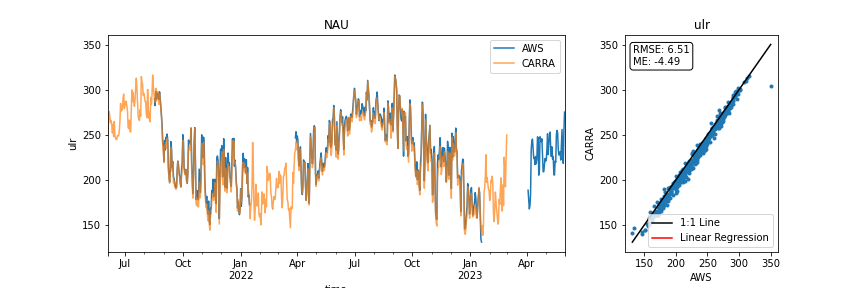 NAU
ulr
350
300
250
200
150
ulr
AWS
CARRA
Jul
Oct
Jan
2022
Apr
Jul
Oct
Jan
2023
Apr
time
RMSE: 6.51
ME: -4.49
350
300
250
200
150
CARRA
1:1 Line
Linear Regression
150
200
250
300
350
AWS